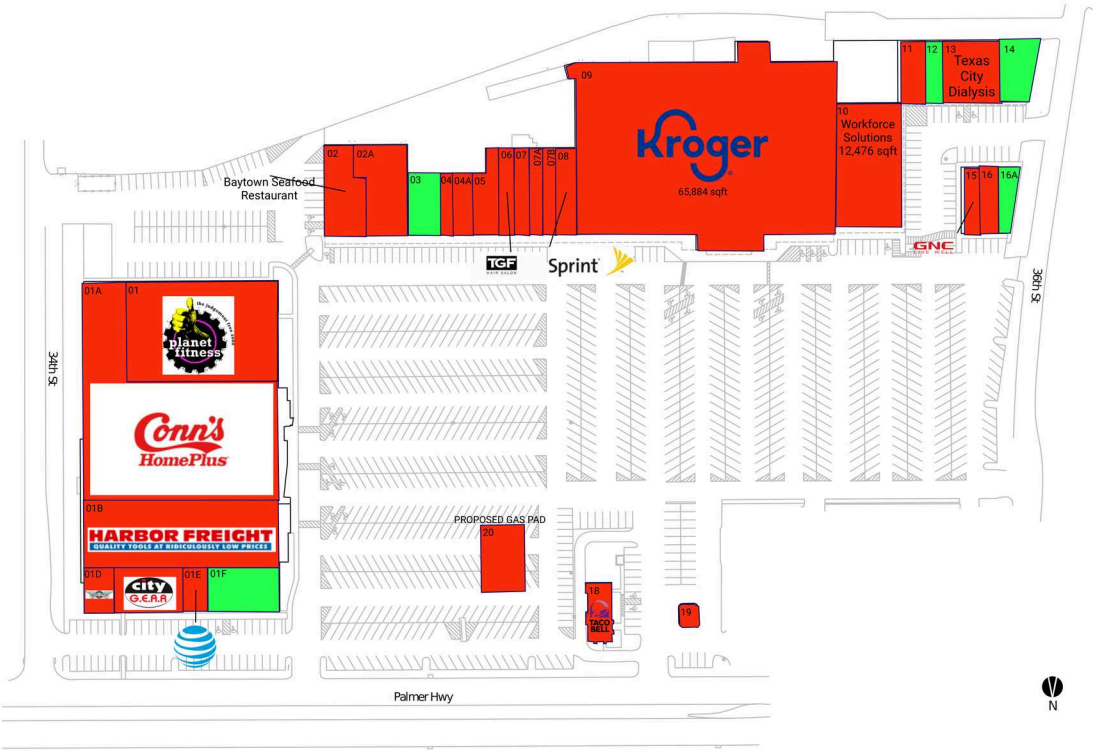 09
11
12
13
14
Texas
City
Dialysis
10
Workforce
Solutions
12,476 sqft
Kroger
65,884 sqft
02
02A
03
04
04A
05
06
07
07A
07B
08
Baytown Seafood
Restaurant
15
16
16A
GNC
LIVE WELL
TGF
HAIR SALON
Sprint
36th St
34th St
01A
01
the judgement free zone
planet
fitness
Conn's
HomePlus
01B
HARBOR FREIGHT
QUALITY TOOLS AT RIDICULOUSLY LOW PRICES
01D
city
G.E.A.R
01E
01F
PROPOSED GAS PAD
20
18
TACO
BELL
19
Palmer Hwy
N